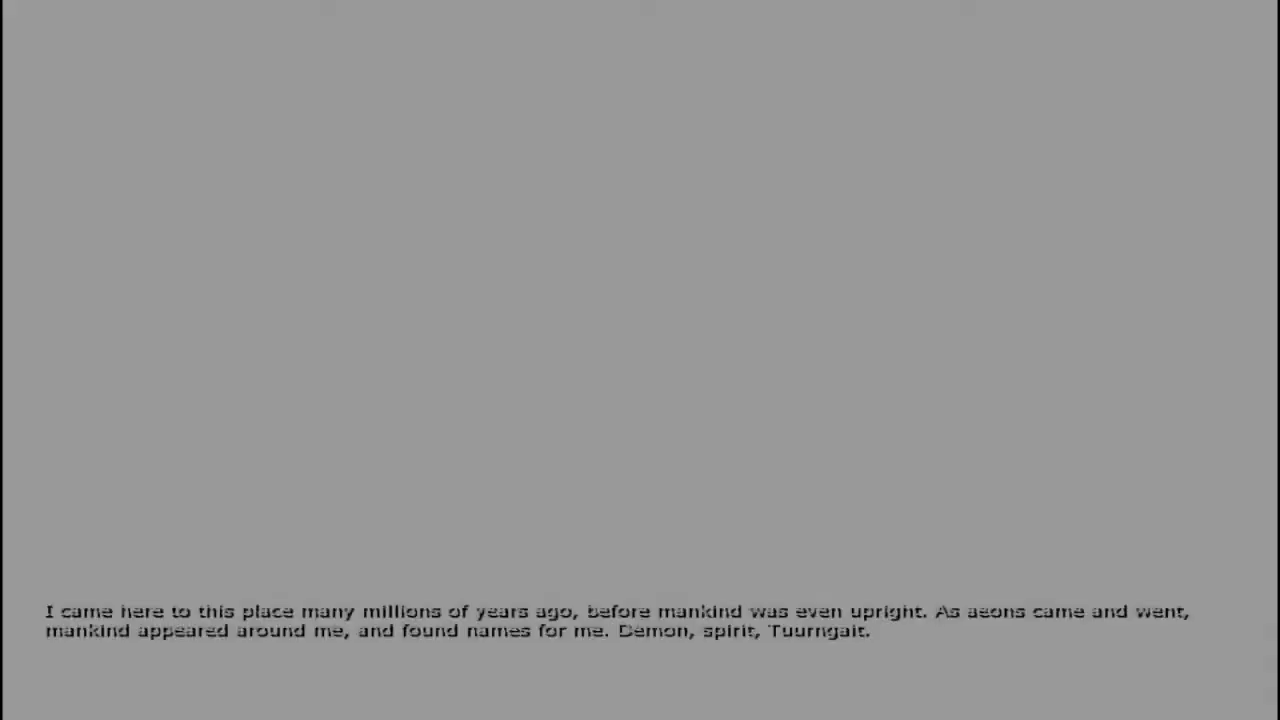 I came here to this place many millions of years ago, before mankind was even upright. As aeons came and went,
mankind appeared around me, and found names for me. Demon, spirit, Tuurngait.